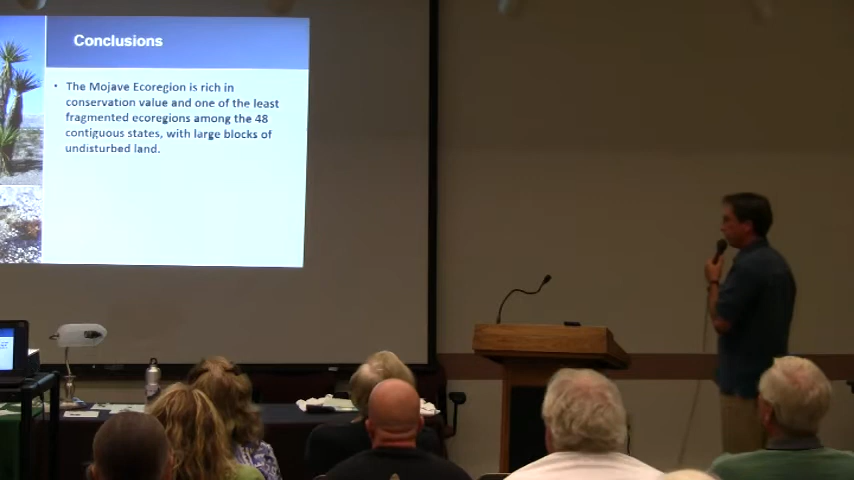 Conclusions
• The Mojave Ecoregion is rich in
conservation value and one of the least
fragmented ecoregions among the 48
contiguous states, with large blocks of
undisturbed land.